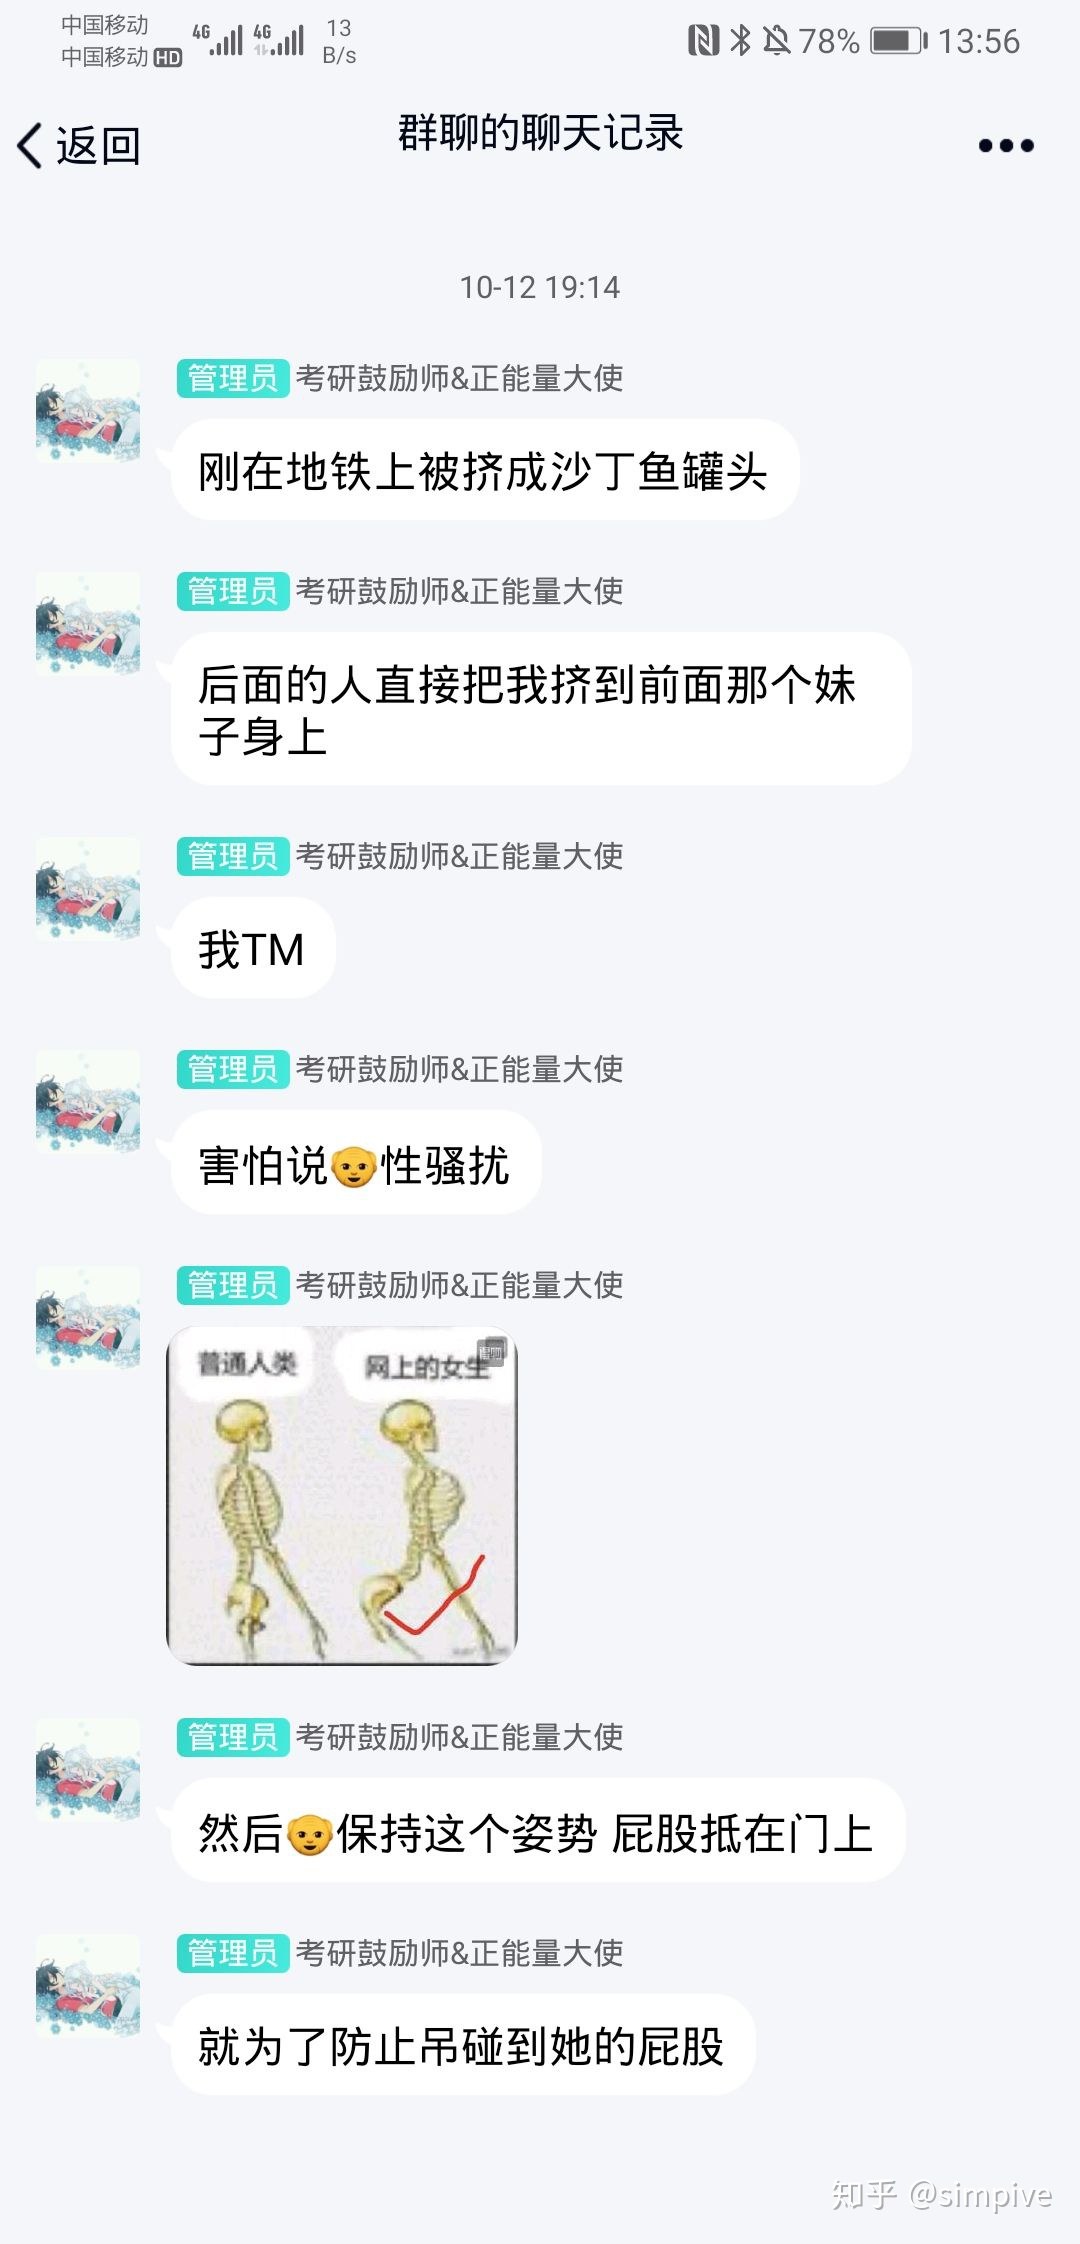 中国移动
中国移动 HD
4G 4G 13 B/s
78% 13:56
返回
群聊的聊天记录
10-12 19:14
管理员 考研鼓励师&正能量大使
刚在地铁上被挤成沙丁鱼罐头
管理员 考研鼓励师&正能量大使
后面的人直接把我挤到前面那个妹
子身上
管理员 考研鼓励师&正能量大使
我TM
管理员 考研鼓励师&正能量大使
害怕说👴性骚扰
管理员 考研鼓励师&正能量大使
普通人类 网上的女生
管理员 考研鼓励师&正能量大使
然后👴保持这个姿势 屁股抵在门上
管理员 考研鼓励师&正能量大使
就为了防止吊碰到她的屁股
知乎 @simpive